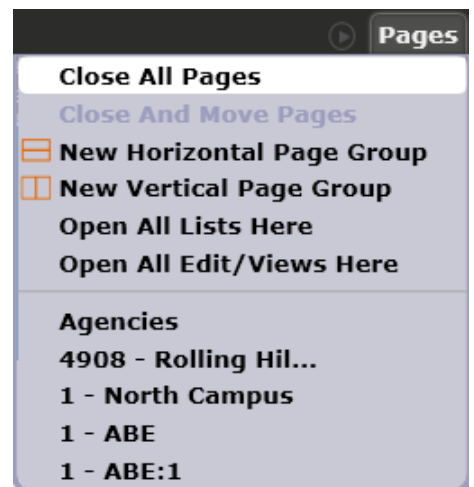 Pages
Close All Pages
Close And Move Pages
New Horizontal Page Group
New Vertical Page Group
Open All Lists Here
Open All Edit/Views Here
Agencies
4908 - Rolling Hil...
1 - North Campus
1 - ABE
1 - ABE:1